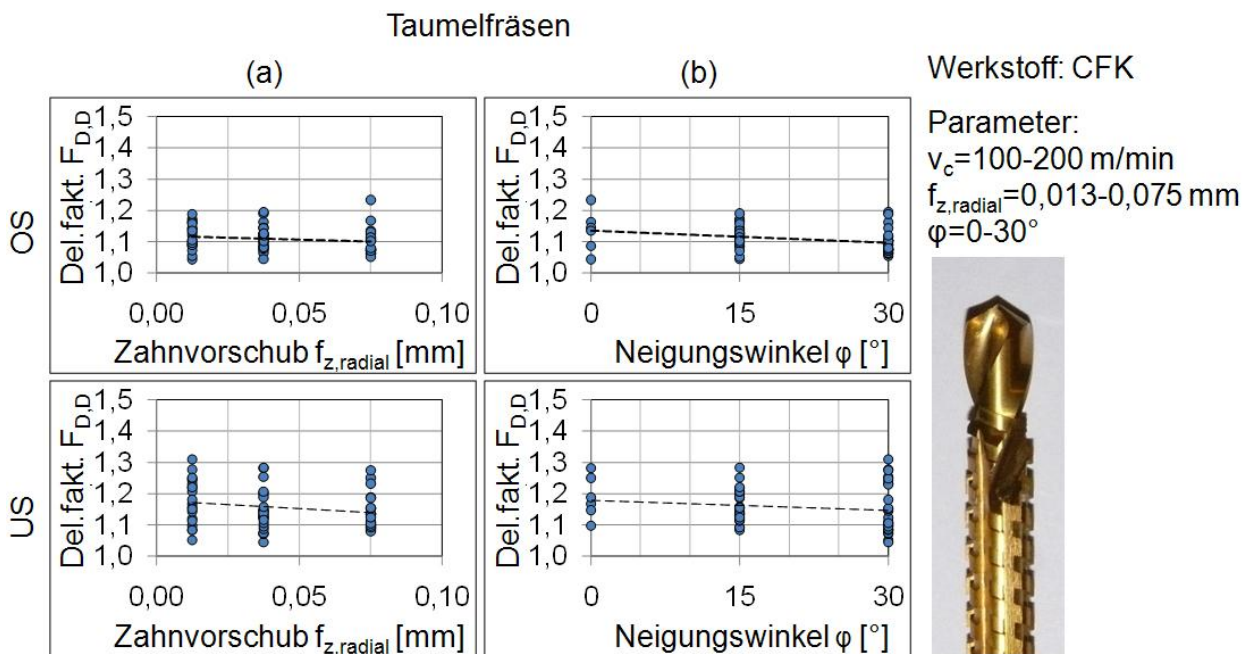 Taumelfräsen
(a)
(b)
OS
Del.fakt. F_D,D
1,5
1,4
1,3
1,2
1,1
1,0
0,00 0,05 0,10
Zahnvorschub f_z,radial [mm]
Del.fakt. F_D,D
1,5
1,4
1,3
1,2
1,1
1,0
0 15 30
Neigungswinkel φ [°]
US
Del.fakt. F_D,D
1,5
1,4
1,3
1,2
1,1
1,0
0,00 0,05 0,10
Zahnvorschub f_z,radial [mm]
Del.fakt. F_D,D
1,5
1,4
1,3
1,2
1,1
1,0
0 15 30
Neigungswinkel φ [°]
Werkstoff: CFK
Parameter:
v_c=100-200 m/min
f_z,radial=0,013-0,075 mm
φ=0-30°